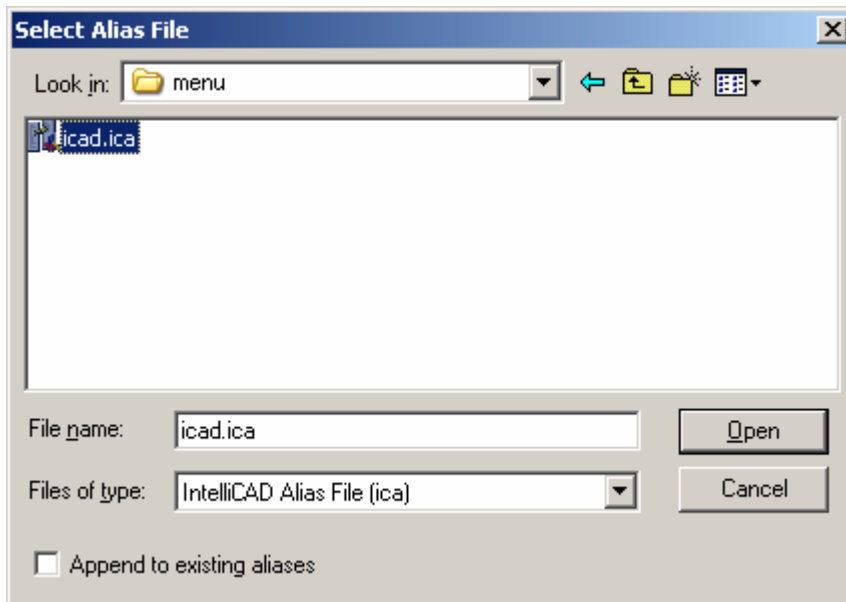 Select Alias File
Look in: menu
icad.ica
File name: icad.ica
Open
Files of type: IntelliCAD Alias File (ica)
Cancel
Append to existing aliases